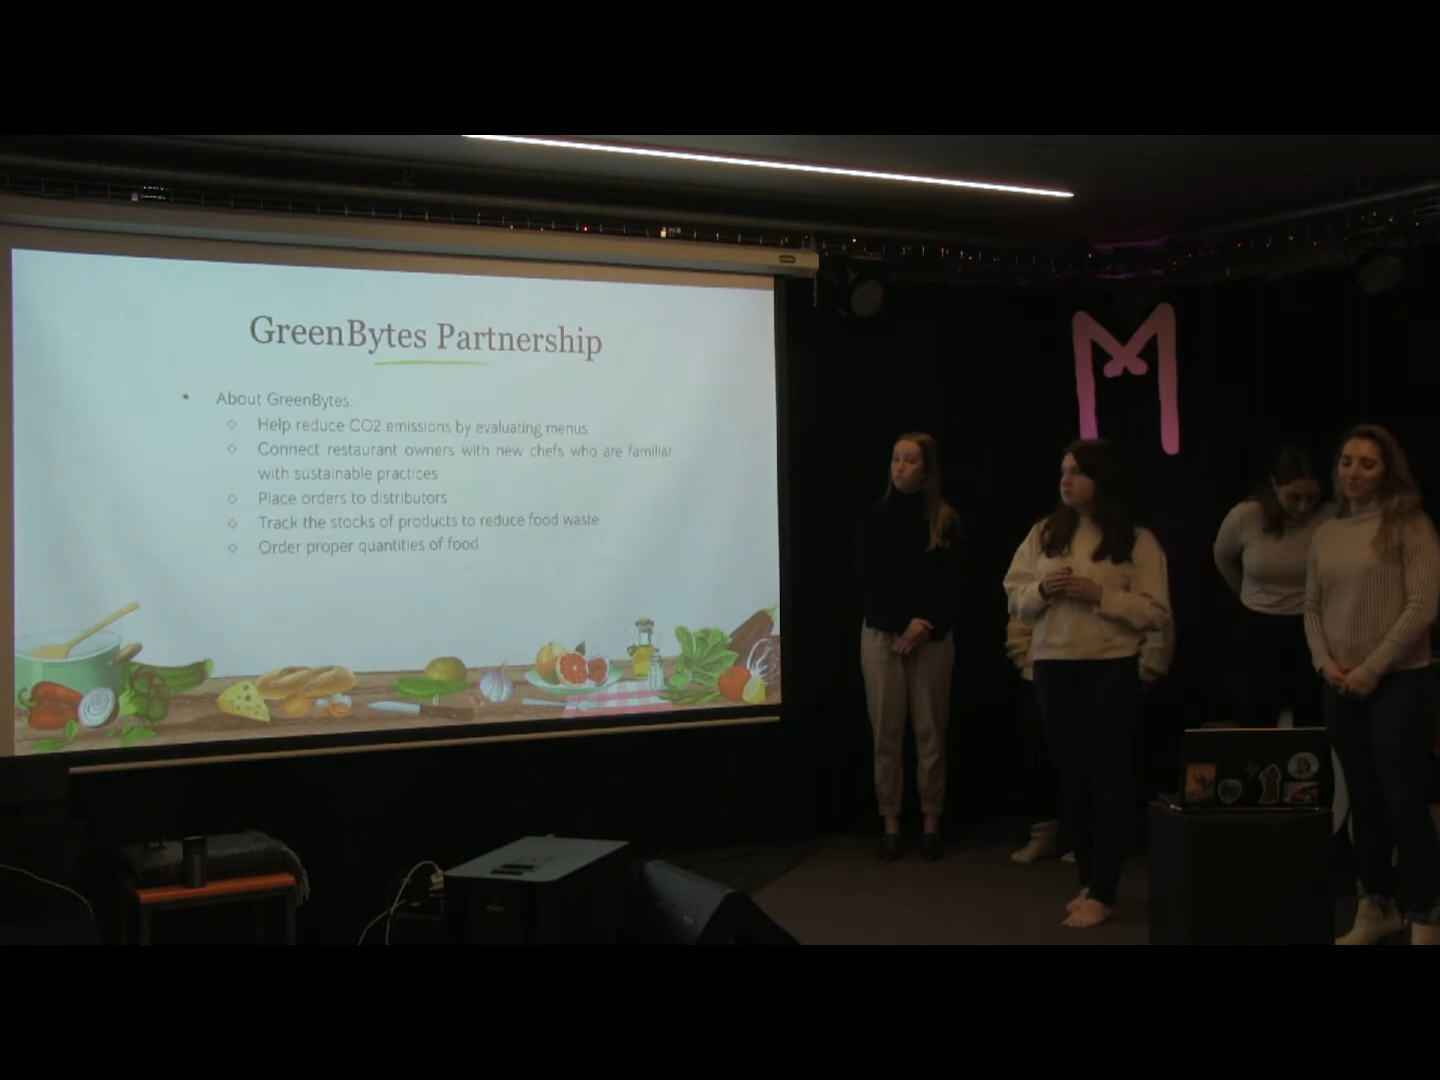 GreenBytes Partnership
• About GreenBytes:
◇ Help reduce CO2 emissions by evaluating menus
◇ Connect restaurant owners with new chefs who are familiar
with sustainable practices
◇ Place orders to distributors
◇ Track the stocks of products to reduce food waste
◇ Order proper quantities of food
M